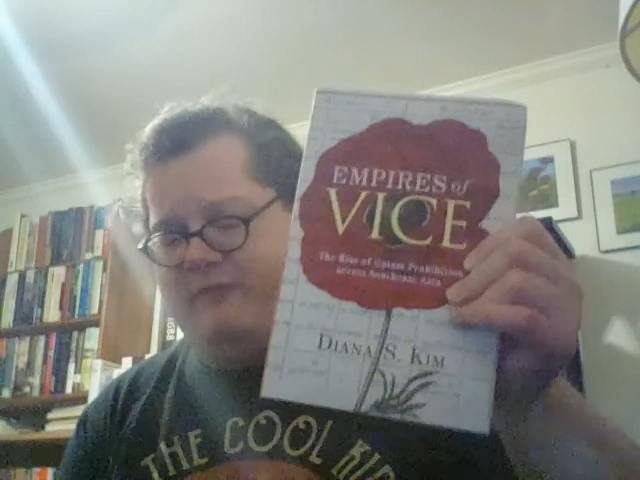 EMPIRES of
VICE
The Rise of Opium Prohibition
across Southeast Asia
DIANA S. KIM
THE COOL